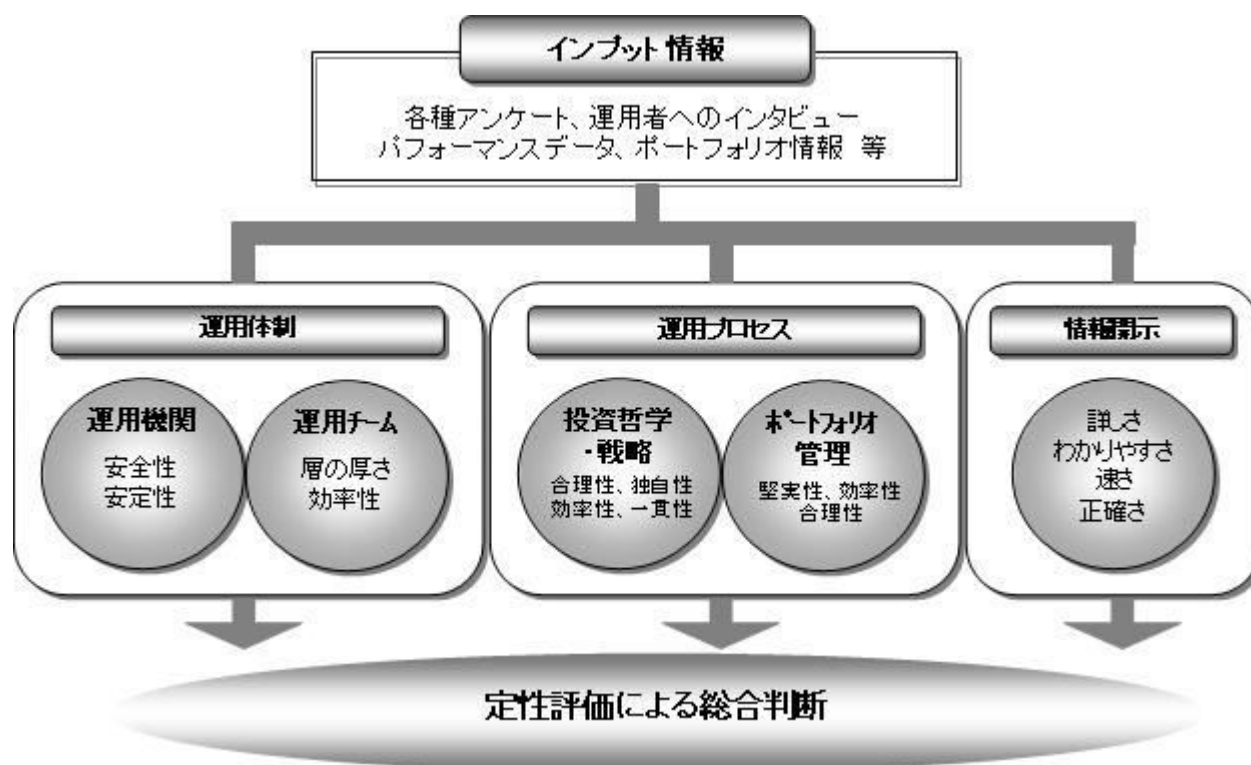 インプット情報
各種アンケート、運用者へのインタビュー
パフォーマンスデータ、ポートフォリオ情報 等
運用体制
運用機関
安全性
安定性
運用チーム
層の厚さ
効率性
運用プロセス
投資哲学
・戦略
合理性、独自性
効率性、一貫性
ポートフォリオ
管理
堅実性、効率性
合理性
情報開示
詳しさ
わかりやすさ
速さ
正確さ
定性評価による総合判断